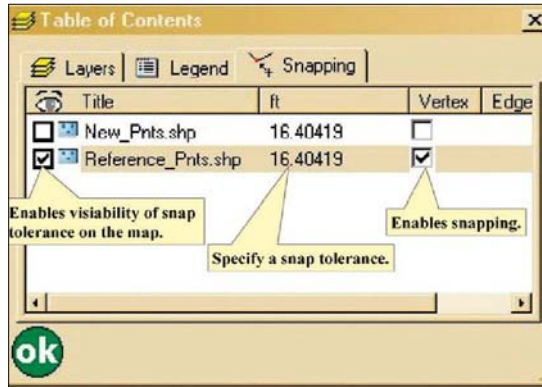 Table of Contents
Layers Legend Snapping
Title ft Vertex Edge
New_Pnts.shp 16.40419
Reference_Pnts.shp 16.40419
Enables visiability of snap
tolerance on the map.
Specify a snap tolerance.
Enables snapping.
ok